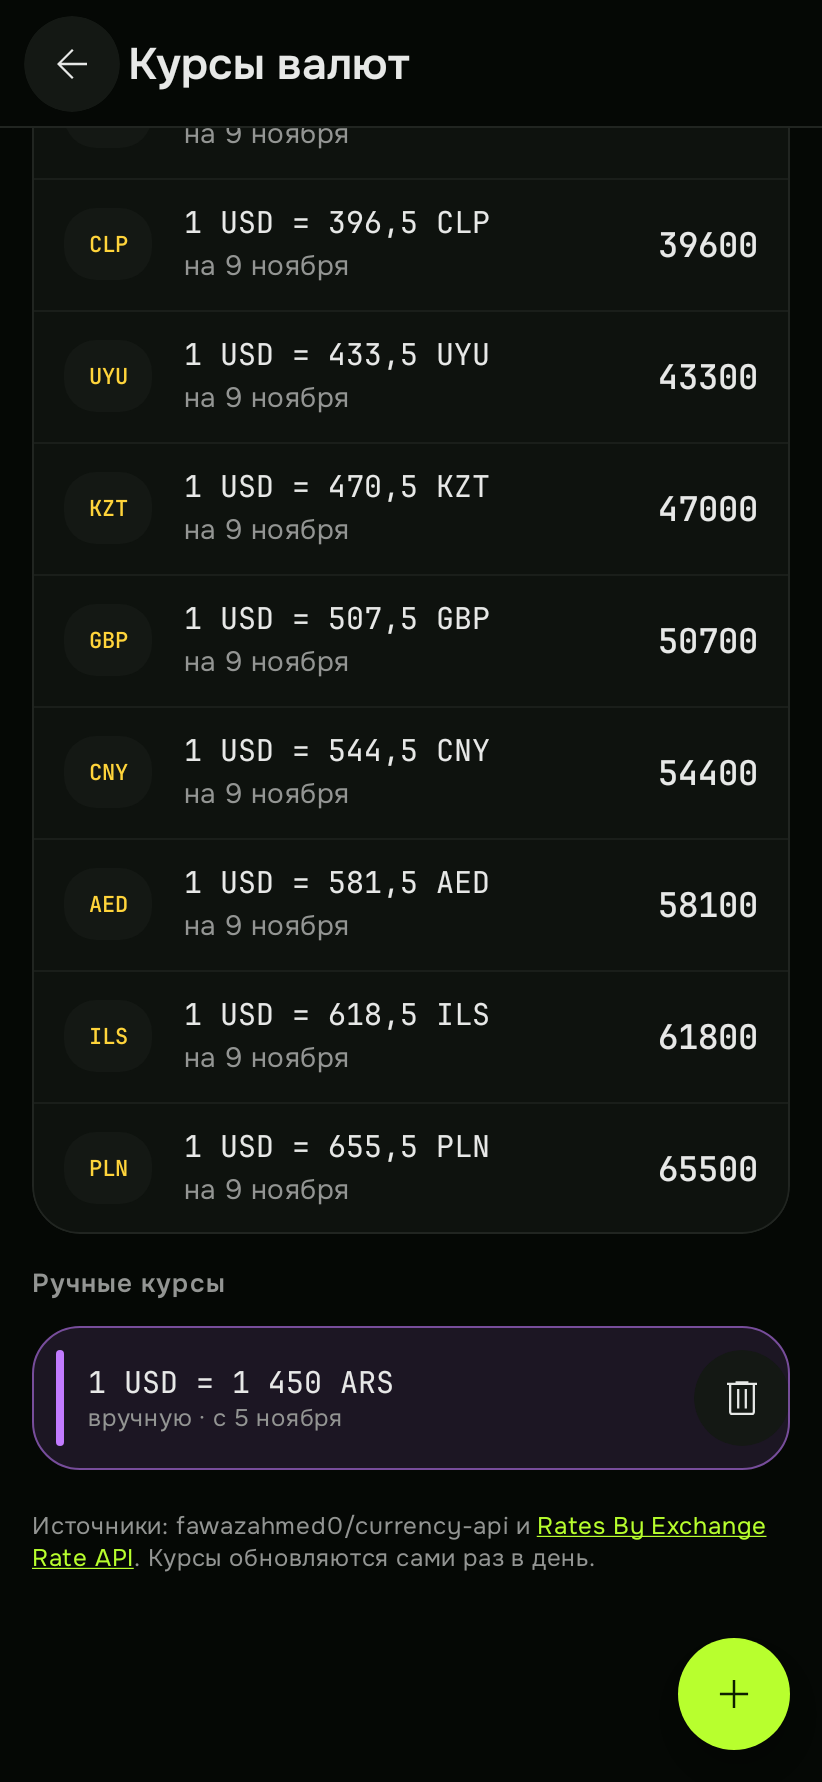 Курсы валют
на 9 ноября
CLP
1 USD = 396,5 CLP
на 9 ноября
39600
UYU
1 USD = 433,5 UYU
на 9 ноября
43300
KZT
1 USD = 470,5 KZT
на 9 ноября
47000
GBP
1 USD = 507,5 GBP
на 9 ноября
50700
CNY
1 USD = 544,5 CNY
на 9 ноября
54400
AED
1 USD = 581,5 AED
на 9 ноября
58100
ILS
1 USD = 618,5 ILS
на 9 ноября
61800
PLN
1 USD = 655,5 PLN
на 9 ноября
65500
Ручные курсы
1 USD = 1 450 ARS
вручную · с 5 ноября
Источники: fawazahmed0/currency-api и Rates By Exchange
Rate API. Курсы обновляются сами раз в день.